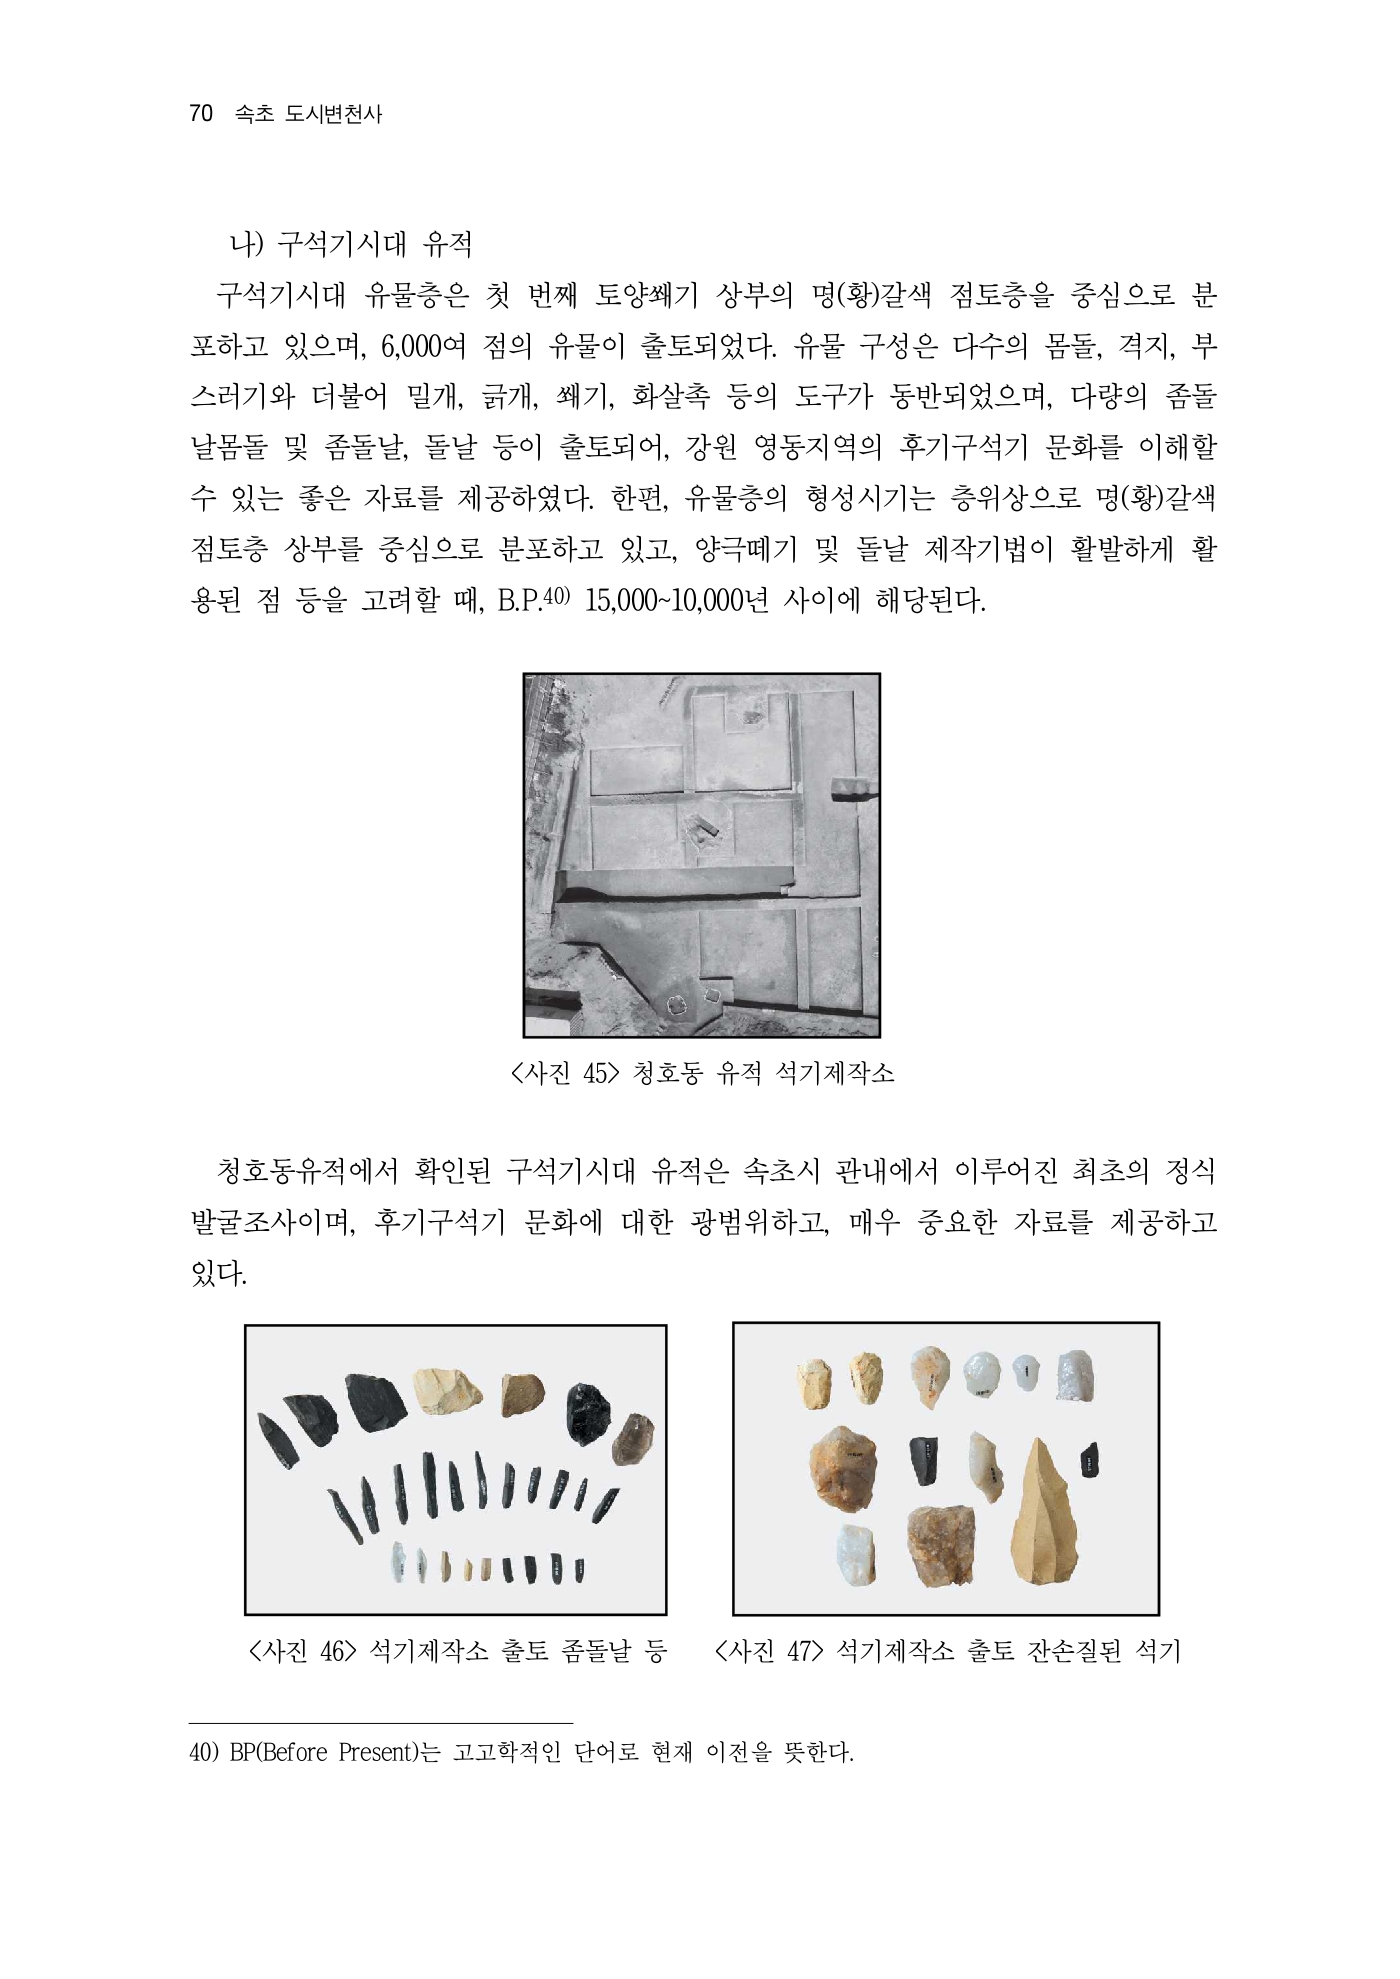 70 속초 도시변천사
나) 구석기시대 유적
구석기시대 유물층은 첫 번째 토양쐐기 상부의 명(황)갈색 점토층을 중심으로 분
포하고 있으며, 6,000여 점의 유물이 출토되었다. 유물 구성은 다수의 몸돌, 격지, 부
스러기와 더불어 밀개, 긁개, 쐐기, 화살촉 등의 도구가 동반되었으며, 다량의 좀돌
날몸돌 및 좀돌날, 돌날 등이 출토되어, 강원 영동지역의 후기구석기 문화를 이해할
수 있는 좋은 자료를 제공하였다. 한편, 유물층의 형성시기는 층위상으로 명(황)갈색
점토층 상부를 중심으로 분포하고 있고, 양극떼기 및 돌날 제작기법이 활발하게 활
용된 점 등을 고려할 때, B.P.40) 15,000~10,000년 사이에 해당된다.
<사진 45> 청호동 유적 석기제작소
청호동유적에서 확인된 구석기시대 유적은 속초시 관내에서 이루어진 최초의 정식
발굴조사이며, 후기구석기 문화에 대한 광범위하고, 매우 중요한 자료를 제공하고
있다.
<사진 46> 석기제작소 출토 좀돌날 등
<사진 47> 석기제작소 출토 잔손질된 석기
40) BP(Before Present)는 고고학적인 단어로 현재 이전을 뜻한다.